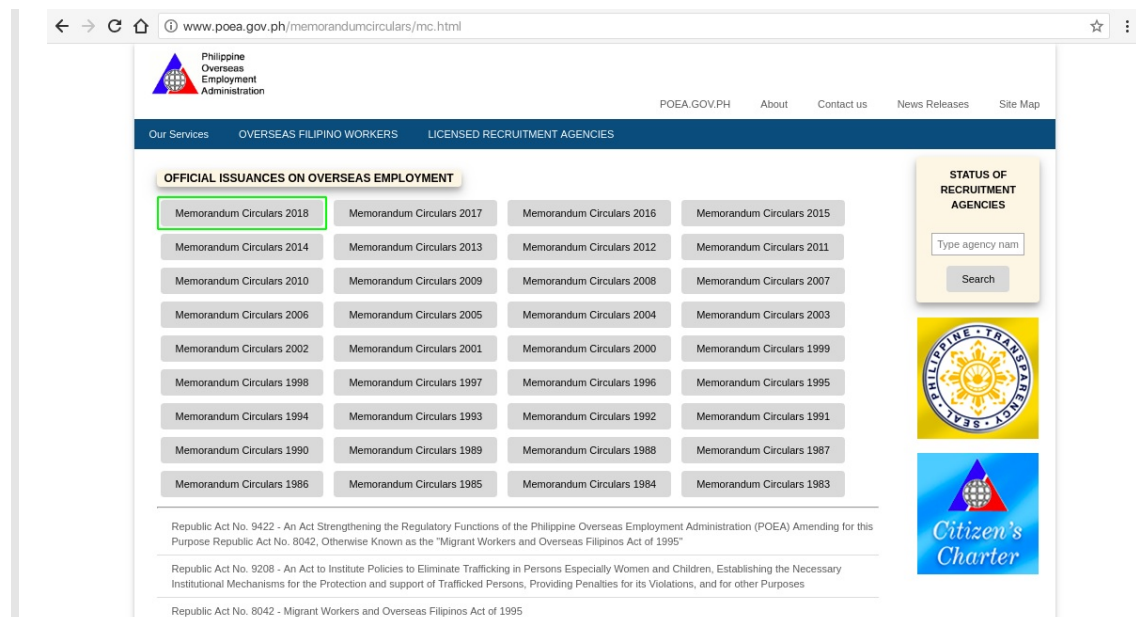 www.poea.gov.ph/memorandumcirculars/mc.html
Philippine
Overseas
Employment
Administration
POEA.GOV.PH About Contact us News Releases Site Map
Our Services OVERSEAS FILIPINO WORKERS LICENSED RECRUITMENT AGENCIES
OFFICIAL ISSUANCES ON OVERSEAS EMPLOYMENT
Memorandum Circulars 2018 Memorandum Circulars 2017 Memorandum Circulars 2016 Memorandum Circulars 2015
Memorandum Circulars 2014 Memorandum Circulars 2013 Memorandum Circulars 2012 Memorandum Circulars 2011
Memorandum Circulars 2010 Memorandum Circulars 2009 Memorandum Circulars 2008 Memorandum Circulars 2007
Memorandum Circulars 2006 Memorandum Circulars 2005 Memorandum Circulars 2004 Memorandum Circulars 2003
Memorandum Circulars 2002 Memorandum Circulars 2001 Memorandum Circulars 2000 Memorandum Circulars 1999
Memorandum Circulars 1998 Memorandum Circulars 1997 Memorandum Circulars 1996 Memorandum Circulars 1995
Memorandum Circulars 1994 Memorandum Circulars 1993 Memorandum Circulars 1992 Memorandum Circulars 1991
Memorandum Circulars 1990 Memorandum Circulars 1989 Memorandum Circulars 1988 Memorandum Circulars 1987
Memorandum Circulars 1986 Memorandum Circulars 1985 Memorandum Circulars 1984 Memorandum Circulars 1983
Republic Act No. 9422 - An Act Strengthening the Regulatory Functions of the Philippine Overseas Employment Administration (POEA) Amending for this
Purpose Republic Act No. 8042, Otherwise Known as the "Migrant Workers and Overseas Filipinos Act of 1995"
Republic Act No. 9208 - An Act to Institute Policies to Eliminate Trafficking in Persons Especially Women and Children, Establishing the Necessary
Institutional Mechanisms for the Protection and support of Trafficked Persons, Providing Penalties for its Violations, and for other Purposes
Republic Act No. 8042 - Migrant Workers and Overseas Filipinos Act of 1995
STATUS OF
RECRUITMENT
AGENCIES
Type agency nam
Search
PHILIPPINE · TRANSPARENCY SEAL ·
Citizen's
Charter